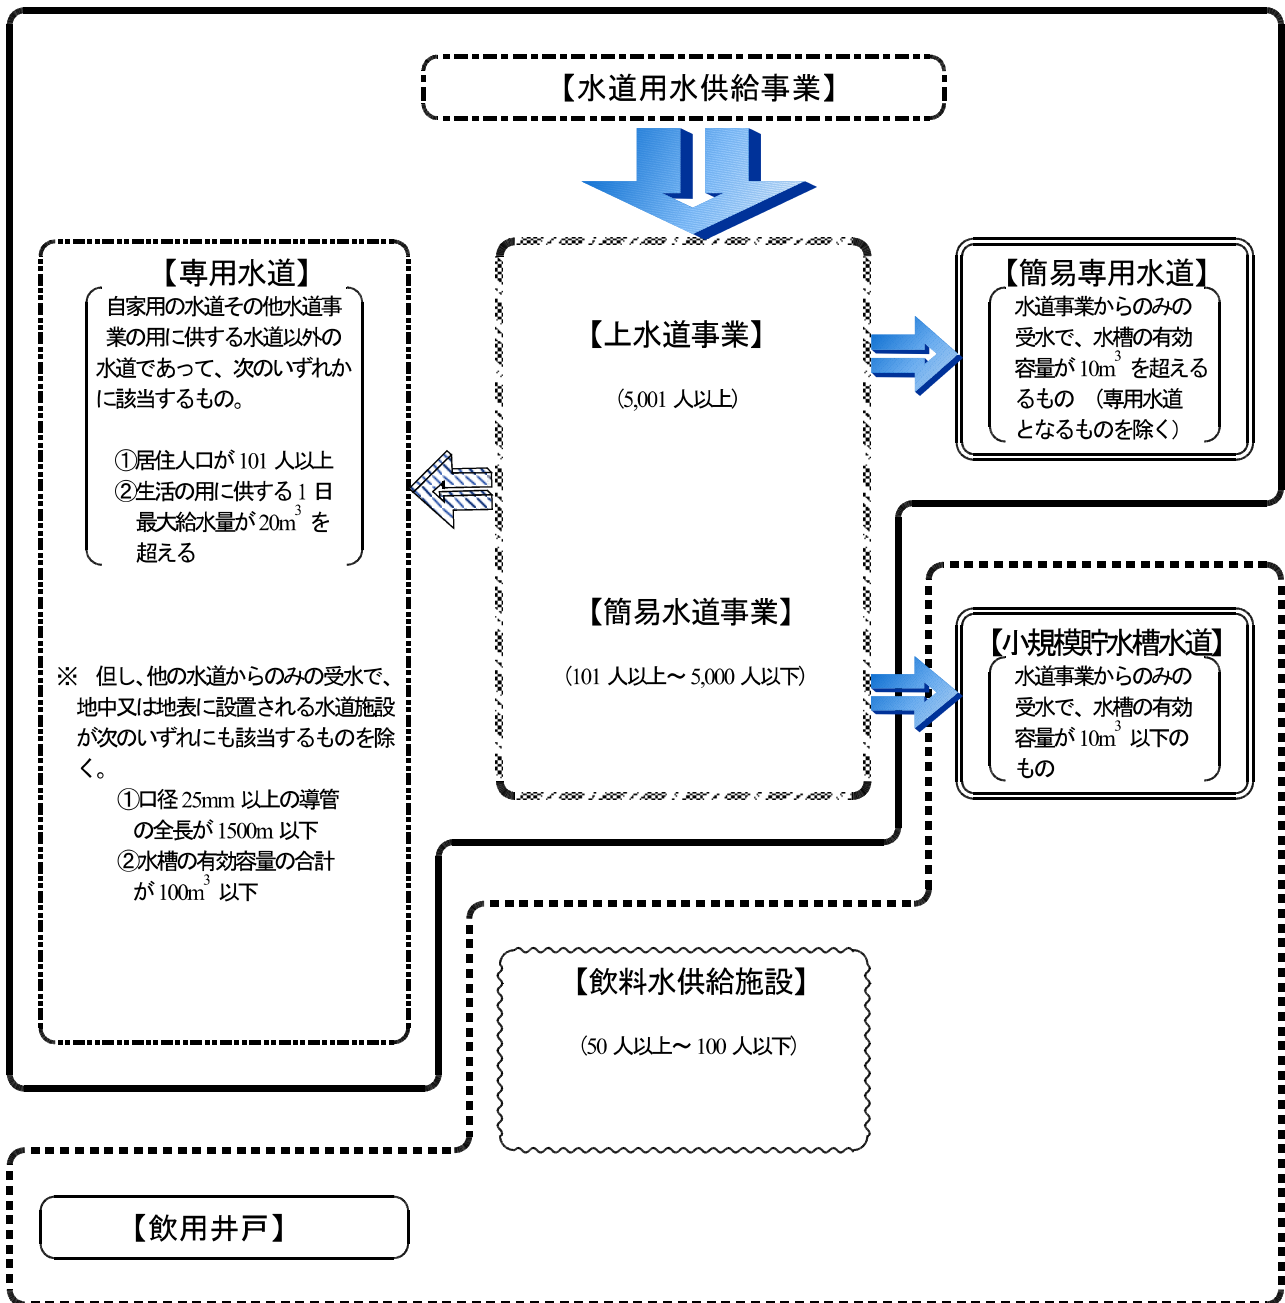 【水道用水供給事業】
【専用水道】
自家用の水道その他水道事
業の用に供する水道以外の
水道であって、次のいずれか
に該当するもの。
①居住人口が 101 人以上
②生活の用に供する 1 日
最大給水量が 20m³ を
超える
※ 但し、他の水道からのみの受水で、
地中又は地表に設置される水道施設
が次のいずれにも該当するものを除
く。
①口径 25mm 以上の導管
の全長が 1500m 以下
②水槽の有効容量の合計
が 100m³ 以下
【上水道事業】
（5,001 人以上）
【簡易水道事業】
（101 人以上～ 5,000 人以下）
【簡易専用水道】
水道事業からのみの
受水で、水槽の有効
容量が 10m³ を超える
るもの （専用水道
となるものを除く）
【小規模貯水槽水道】
水道事業からのみの
受水で、水槽の有効
容量が 10m³ 以下の
もの
【飲料水供給施設】
（50 人以上～ 100 人以下）
【飲用井戸】